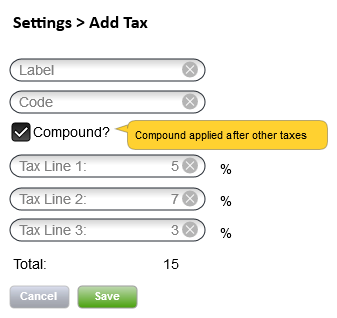 Settings > Add Tax
Label
Code
Compound?
Compound applied after other taxes
Tax Line 1: 5 %
Tax Line 2: 7 %
Tax Line 3: 3 %
Total: 15
Cancel Save